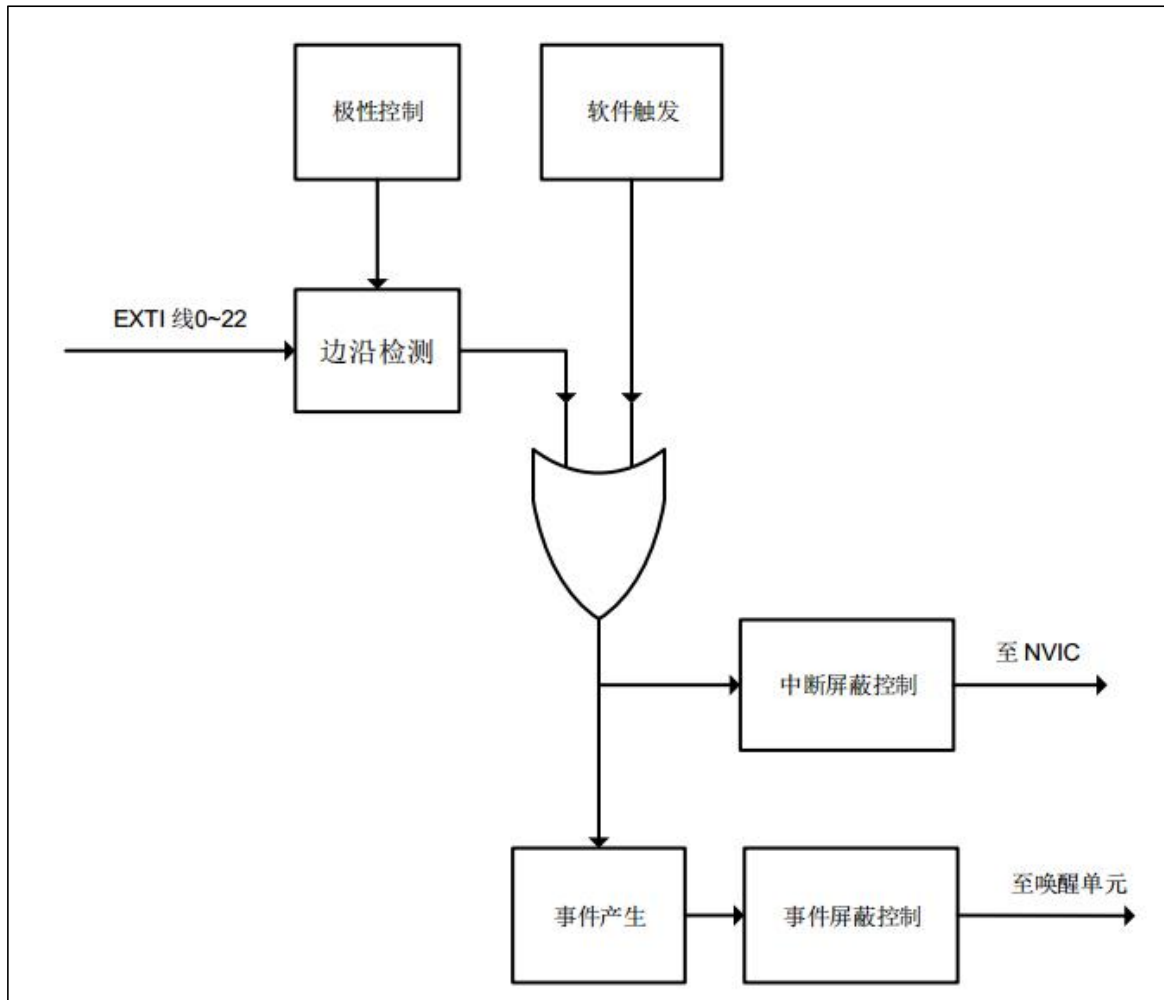 极性控制
软件触发
EXTI 线0~22
边沿检测
至 NVIC
中断屏蔽控制
至唤醒单元
事件产生
事件屏蔽控制